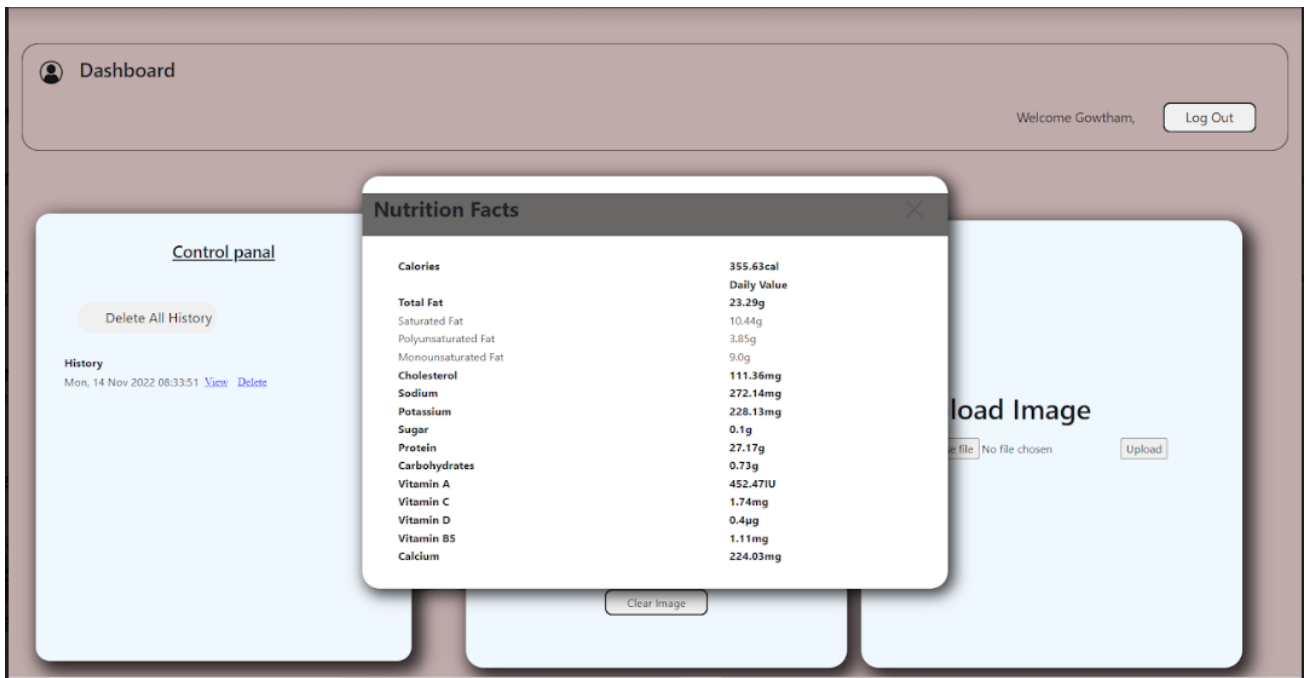 Dashboard
Welcome Gowtham,
Log Out
Control panal
Delete All History
History
Mon, 14 Nov 2022 08:33:51 View Delete
Nutrition Facts
Calories 355.63cal
Daily Value
Total Fat 23.29g
Saturated Fat 10.44g
Polyunsaturated Fat 3.85g
Monounsaturated Fat 9.0g
Cholesterol 111.36mg
Sodium 272.14mg
Potassium 228.13mg
Sugar 0.1g
Protein 27.17g
Carbohydrates 0.73g
Vitamin A 452.47IU
Vitamin C 1.74mg
Vitamin D 0.4µg
Vitamin B5 1.11mg
Calcium 224.03mg
Clear Image
load Image
e file No file chosen Upload